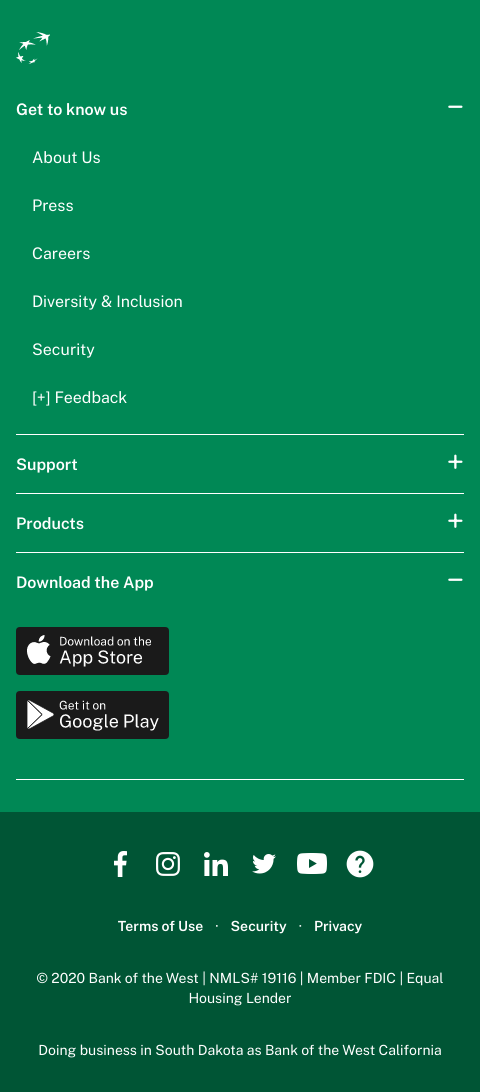 Get to know us
About Us
Press
Careers
Diversity & Inclusion
Security
[+] Feedback
Support
Products
Download the App
Download on the
App Store
Get it on
Google Play
Terms of Use · Security · Privacy
© 2020 Bank of the West | NMLS# 19116 | Member FDIC | Equal
Housing Lender
Doing business in South Dakota as Bank of the West California